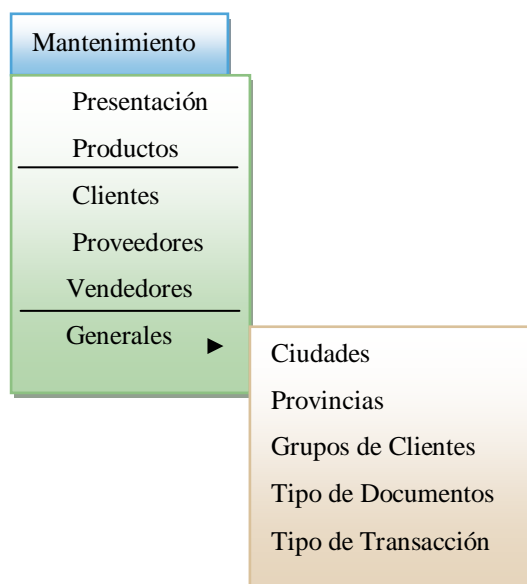 Mantenimiento
Presentación
Productos
Clientes
Proveedores
Vendedores
Generales
Ciudades
Provincias
Grupos de Clientes
Tipo de Documentos
Tipo de Transacción